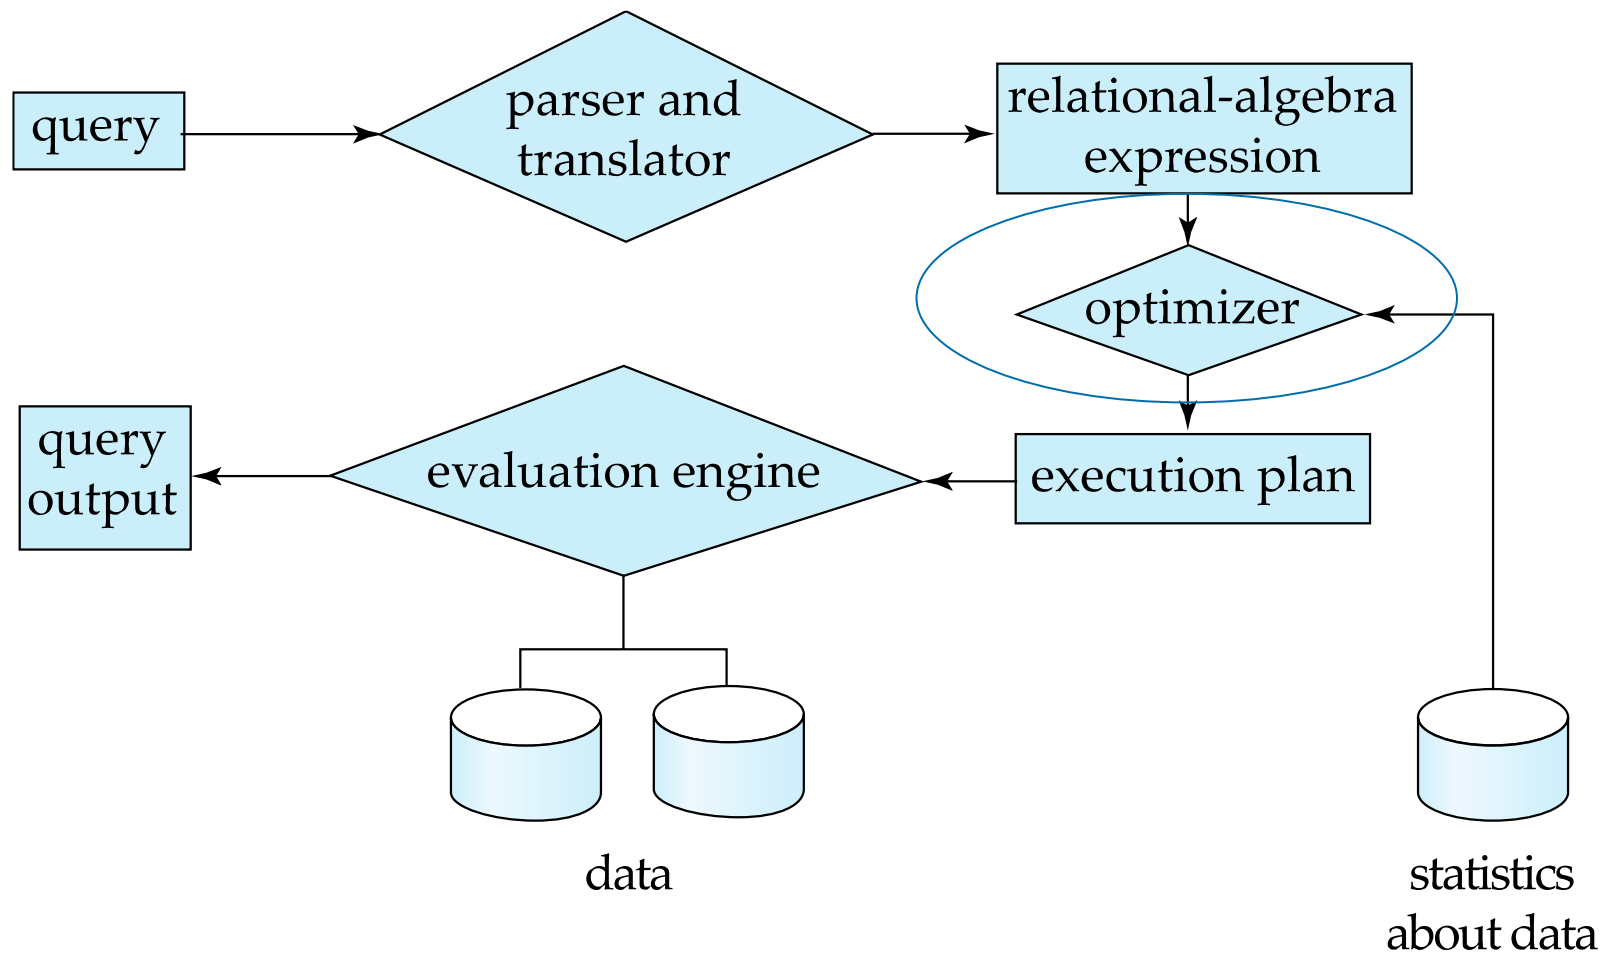 query
parser and
translator
relational-algebra
expression
optimizer
query
output
evaluation engine
execution plan
data
statistics
about data